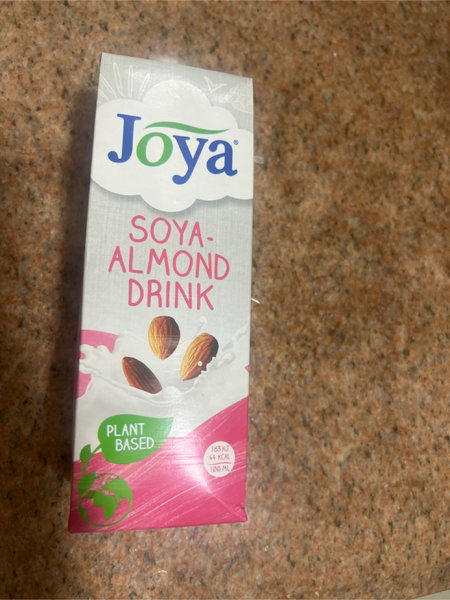 Joya®
SOYA-
ALMOND
DRINK
PLANT
BASED
183 KJ
44 KCAL
100 ML